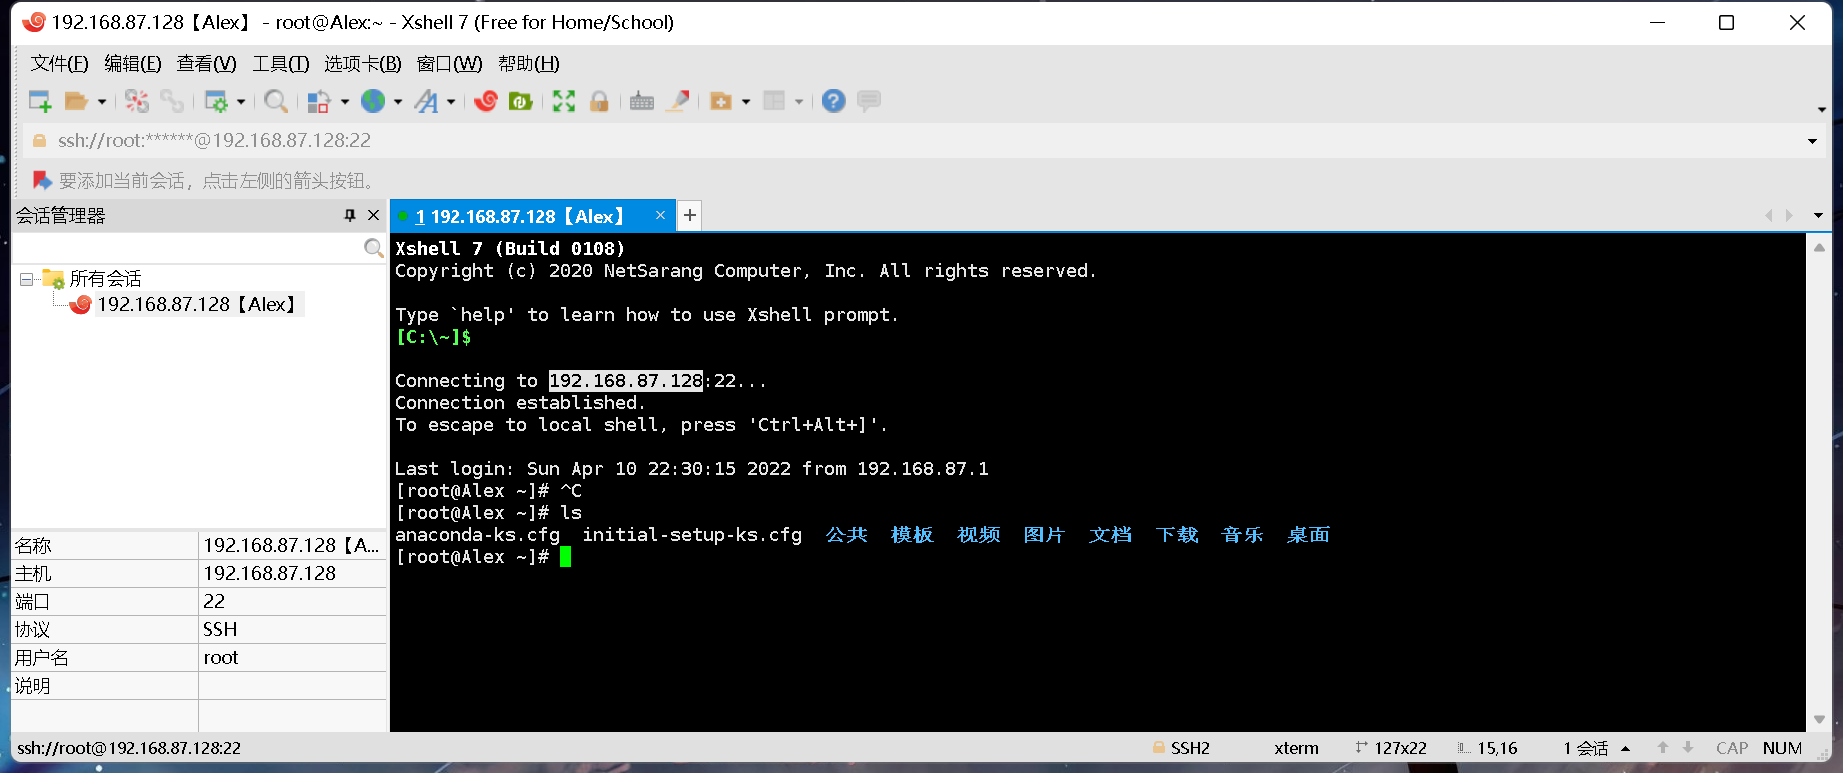 192.168.87.128【Alex】 - root@Alex:~ - Xshell 7 (Free for Home/School)
文件(F) 编辑(E) 查看(V) 工具(T) 选项卡(B) 窗口(W) 帮助(H)
ssh://root:******@192.168.87.128:22
要添加当前会话，点击左侧的箭头按钮。
会话管理器
所有会话
192.168.87.128【Alex】
名称 192.168.87.128【A...
主机 192.168.87.128
端口 22
协议 SSH
用户名 root
说明
1 192.168.87.128【Alex】 × +
Xshell 7 (Build 0108)
Copyright (c) 2020 NetSarang Computer, Inc. All rights reserved.
Type `help' to learn how to use Xshell prompt.
[C:\~]$
Connecting to 192.168.87.128:22...
Connection established.
To escape to local shell, press 'Ctrl+Alt+]'.
Last login: Sun Apr 10 22:30:15 2022 from 192.168.87.1
[root@Alex ~]# ^C
[root@Alex ~]# ls
anaconda-ks.cfg initial-setup-ks.cfg 公共 模板 视频 图片 文档 下载 音乐 桌面
[root@Alex ~]#
ssh://root@192.168.87.128:22 SSH2 xterm 127x22 15,16 1 会话 CAP NUM